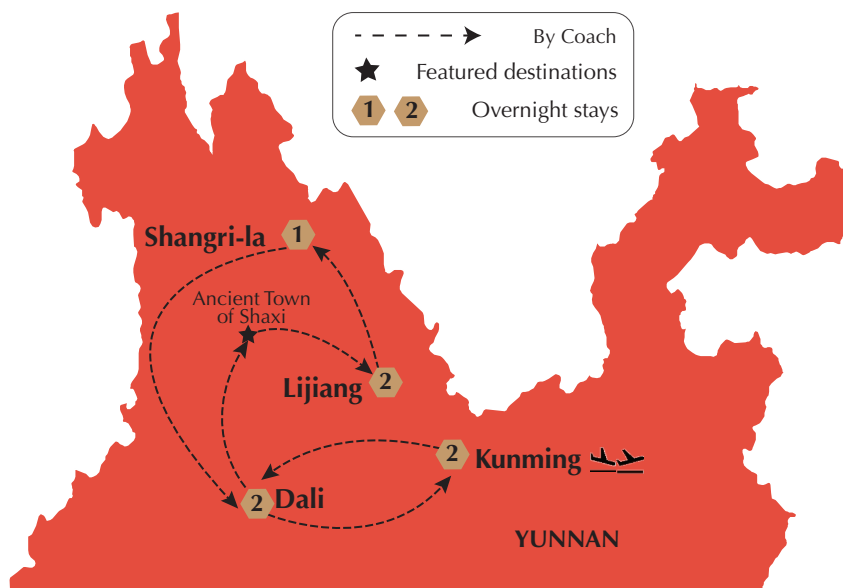 By Coach
Featured destinations
1 2 Overnight stays
Shangri-la 1
Ancient Town
of Shaxi
Lijiang 2
2 Kunming
2 Dali
YUNNAN